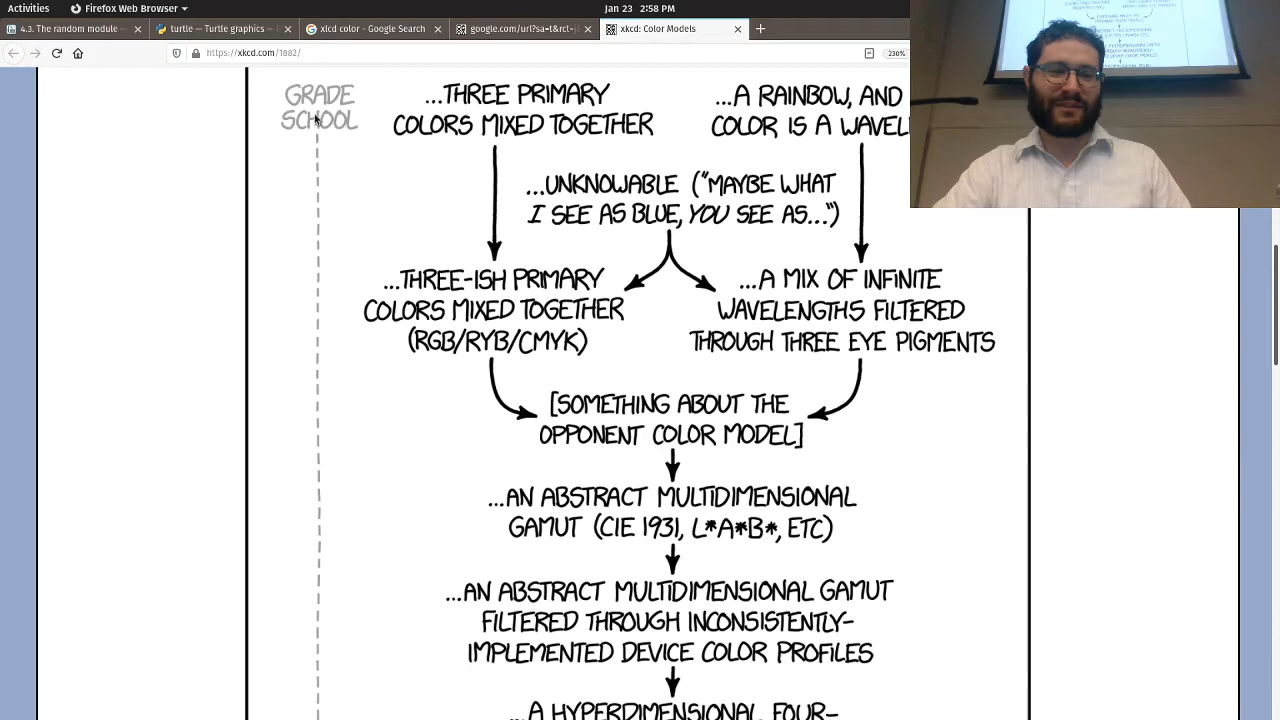 Activities
Firefox Web Browser
Jan 23 2:58 PM
4.3. The random module —
turtle — Turtle graphics
xkcd color - Goo
google.com/url?sa=t&rct=j
xkcd: Color Models
https://xkcd.com/1882/
230%
GRADE
SCHOOL
...THREE PRIMARY
COLORS MIXED TOGETHER
...A RAINBOW, AND
COLOR IS A WAVEL
...UNKNOWABLE ("MAYBE WHAT
I SEE AS BLUE, YOU SEE AS...")
...THREE-ISH PRIMARY
COLORS MIXED TOGETHER
(RGB/RYB/CMYK)
...A MIX OF INFINITE
WAVELENGTHS FILTERED
THROUGH THREE EYE PIGMENTS
[SOMETHING ABOUT THE
OPPONENT COLOR MODEL]
...AN ABSTRACT MULTIDIMENSIONAL
GAMUT (CIE 1931, L*A*B*, ETC)
...AN ABSTRACT MULTIDIMENSIONAL GAMUT
FILTERED THROUGH INCONSISTENTLY-
IMPLEMENTED DEVICE COLOR PROFILES
...A HYPERDIMENSIONAL FOUR-